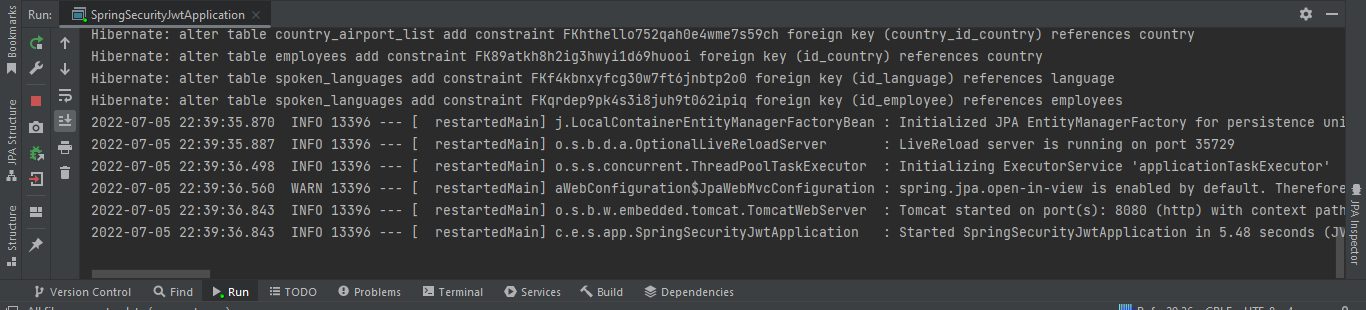 Run: SpringSecurityJwtApplication
Bookmarks
JPA Structure
Structure
Hibernate: alter table country_airport_list add constraint FKhthello752qah0e4wme7s59ch foreign key (country_id_country) references country
Hibernate: alter table employees add constraint FK89atkh8h2ig3hwyi1d69huooi foreign key (id_country) references country
Hibernate: alter table spoken_languages add constraint FKf4kbnxyfcg30w7ft6jnbtp2o0 foreign key (id_language) references language
Hibernate: alter table spoken_languages add constraint FKqrdep9pk4s3i8juh9t062ipiq foreign key (id_employee) references employees
2022-07-05 22:39:35.870  INFO 13396 --- [  restartedMain] j.LocalContainerEntityManagerFactoryBean : Initialized JPA EntityManagerFactory for persistence uni
2022-07-05 22:39:35.887  INFO 13396 --- [  restartedMain] o.s.b.d.a.OptionalLiveReloadServer       : LiveReload server is running on port 35729
2022-07-05 22:39:36.498  INFO 13396 --- [  restartedMain] o.s.s.concurrent.ThreadPoolTaskExecutor  : Initializing ExecutorService 'applicationTaskExecutor'
2022-07-05 22:39:36.560  WARN 13396 --- [  restartedMain] aWebConfiguration$JpaWebMvcConfiguration : spring.jpa.open-in-view is enabled by default. Therefore
2022-07-05 22:39:36.843  INFO 13396 --- [  restartedMain] o.s.b.w.embedded.tomcat.TomcatWebServer  : Tomcat started on port(s): 8080 (http) with context path
2022-07-05 22:39:36.843  INFO 13396 --- [  restartedMain] c.e.s.app.SpringSecurityJwtApplication   : Started SpringSecurityJwtApplication in 5.48 seconds (JV
JPA Inspector
Version Control Find Run TODO Problems Terminal Services Build Dependencies